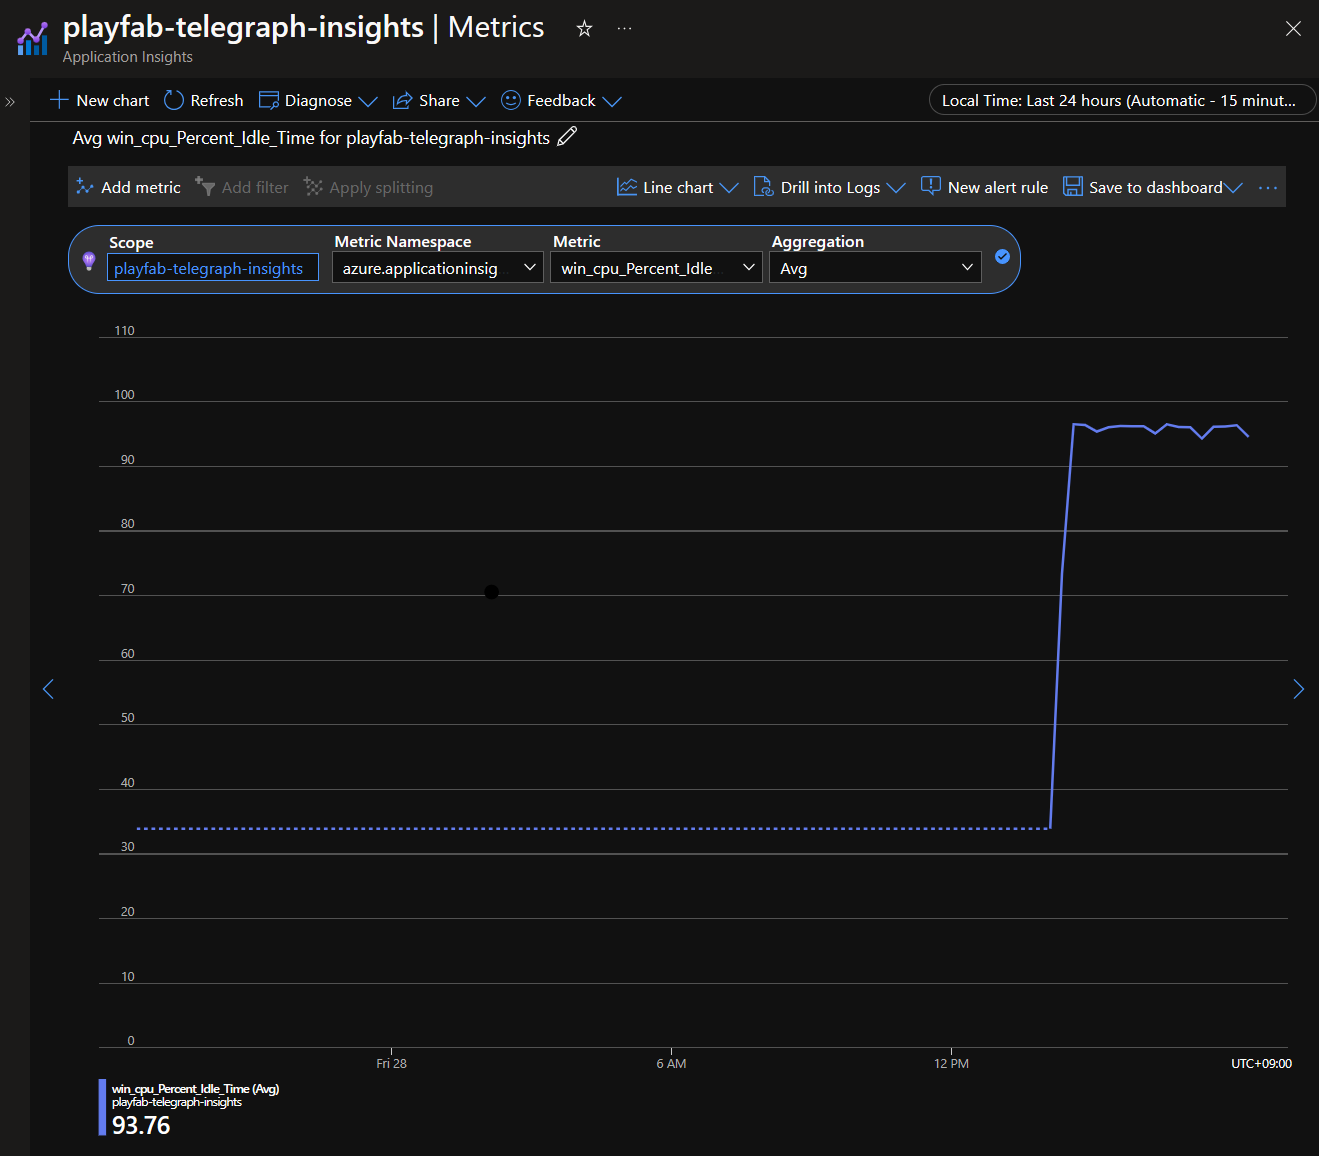 playfab-telegraph-insights | Metrics
Application Insights
New chart Refresh Diagnose Share Feedback Local Time: Last 24 hours (Automatic - 15 minut...
Avg win_cpu_Percent_Idle_Time for playfab-telegraph-insights
Add metric Add filter Apply splitting Line chart Drill into Logs New alert rule Save to dashboard
Scope Metric Namespace Metric Aggregation
playfab-telegraph-insights azure.applicationinsig win_cpu_Percent_Idle Avg
110
100
90
80
70
60
50
40
30
20
10
0
Fri 28 6 AM 12 PM UTC+09:00
win_cpu_Percent_Idle_Time (Avg)
playfab-telegraph-insights
93.76